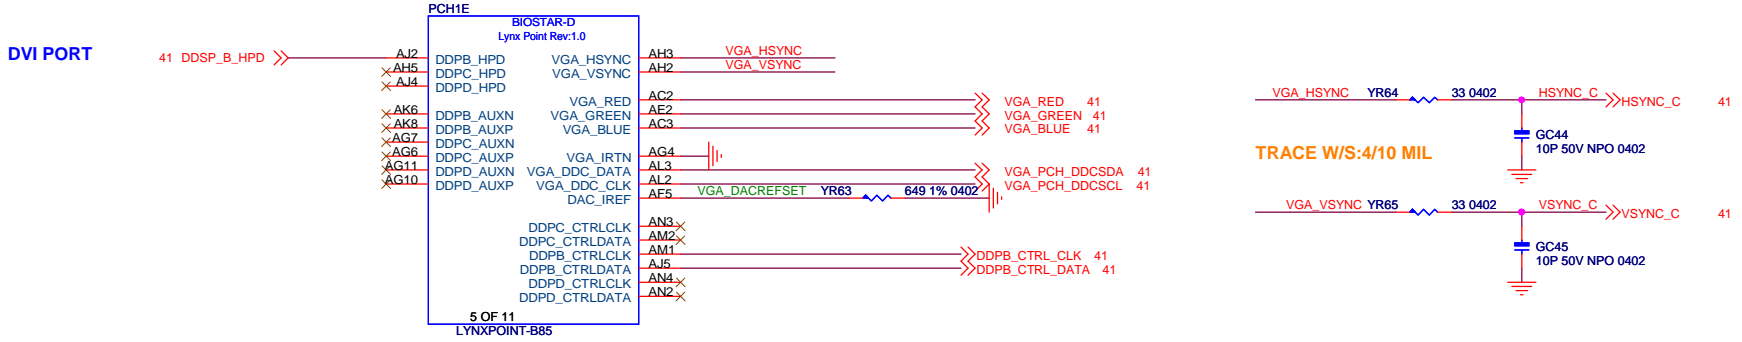 PCH1E
BIOSTAR-D
Lynx Point Rev:1.0
DVI PORT
41 DDSP_B_HPD
AJ2 DDPB_HPD
AH5 DDPC_HPD
AJ4 DDPD_HPD
AK6 DDPB_AUXN
AK8 DDPB_AUXP
AG7 DDPC_AUXN
AG6 DDPC_AUXP
AG11 DDPD_AUXN
AG10 DDPD_AUXP
VGA_HSYNC AH3 VGA_HSYNC
VGA_VSYNC AH2 VGA_VSYNC
VGA_RED AC2 VGA_RED 41
VGA_GREEN AE2 VGA_GREEN 41
VGA_BLUE AC3 VGA_BLUE 41
VGA_IRTN AG4
VGA_DDC_DATA AL3 VGA_PCH_DDCSDA 41
VGA_DDC_CLK AL2 VGA_PCH_DDCSCL 41
DAC_IREF AF5 VGA_DACREFSET YR63 649 1% 0402
DDPC_CTRLCLK AN3
DDPC_CTRLDATA AM2
DDPB_CTRLCLK AM1 DDPB_CTRL_CLK 41
DDPB_CTRLDATA AJ5 DDPB_CTRL_DATA 41
DDPD_CTRLCLK AN4
DDPD_CTRLDATA AN2
5 OF 11
LYNXPOINT-B85
VGA_HSYNC YR64 33 0402 HSYNC_C HSYNC_C 41
GC44
10P 50V NPO 0402
TRACE W/S:4/10 MIL
VGA_VSYNC YR65 33 0402 VSYNC_C VSYNC_C 41
GC45
10P 50V NPO 0402